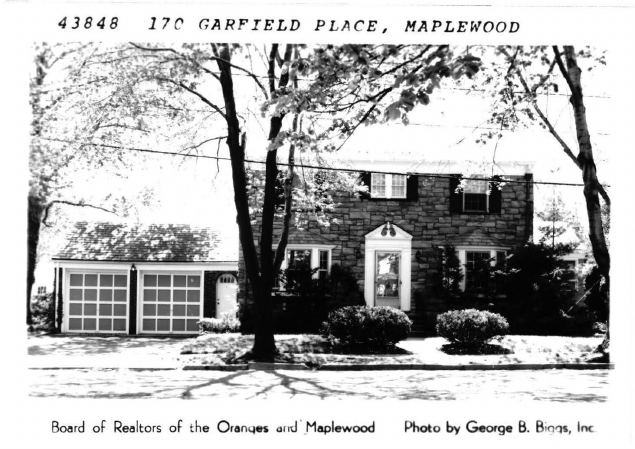 43848 170 GARFIELD PLACE, MAPLEWOOD
Board of Realtors of the Oranges and Maplewood Photo by George B. Biggs, Inc.